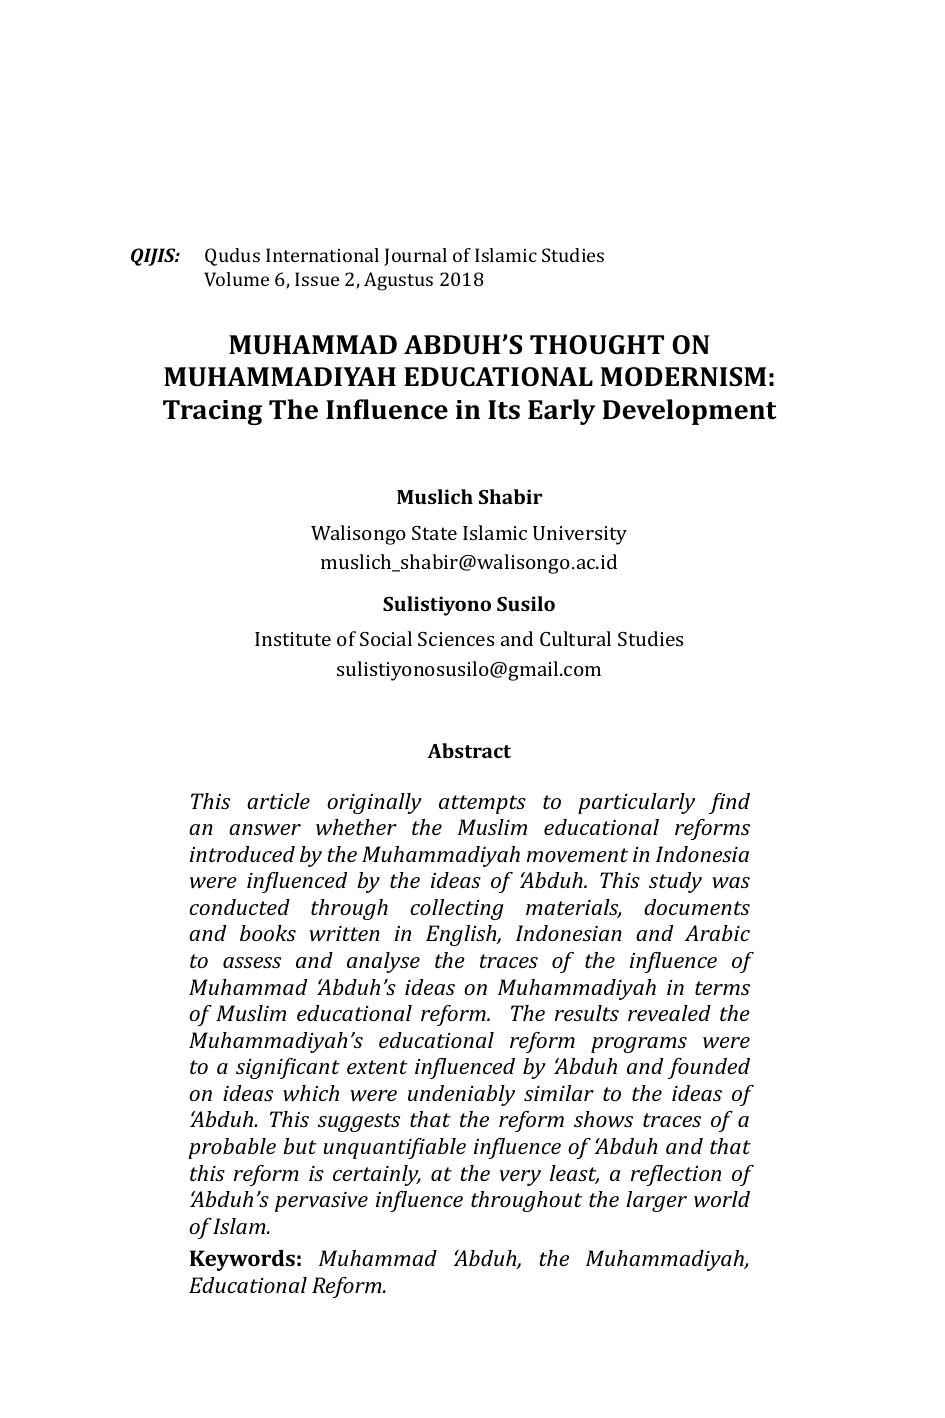 QIJIS: Qudus International Journal of Islamic Studies
Volume 6, Issue 2, Agustus 2018
MUHAMMAD ABDUH’S THOUGHT ON
MUHAMMADIYAH EDUCATIONAL MODERNISM:
Tracing The Influence in Its Early Development
Muslich Shabir
Walisongo State Islamic University
muslich_shabir@walisongo.ac.id
Sulistiyono Susilo
Institute of Social Sciences and Cultural Studies
sulistiyonosusilo@gmail.com
Abstract
This article originally attempts to particularly find
an answer whether the Muslim educational reforms
introduced by the Muhammadiyah movement in Indonesia
were influenced by the ideas of ‘Abduh. This study was
conducted through collecting materials, documents
and books written in English, Indonesian and Arabic
to assess and analyse the traces of the influence of
Muhammad ‘Abduh’s ideas on Muhammadiyah in terms
of Muslim educational reform. The results revealed the
Muhammadiyah’s educational reform programs were
to a significant extent influenced by ‘Abduh and founded
on ideas which were undeniably similar to the ideas of
‘Abduh. This suggests that the reform shows traces of a
probable but unquantifiable influence of ‘Abduh and that
this reform is certainly, at the very least, a reflection of
‘Abduh’s pervasive influence throughout the larger world
of Islam.
Keywords: Muhammad ‘Abduh, the Muhammadiyah,
Educational Reform.